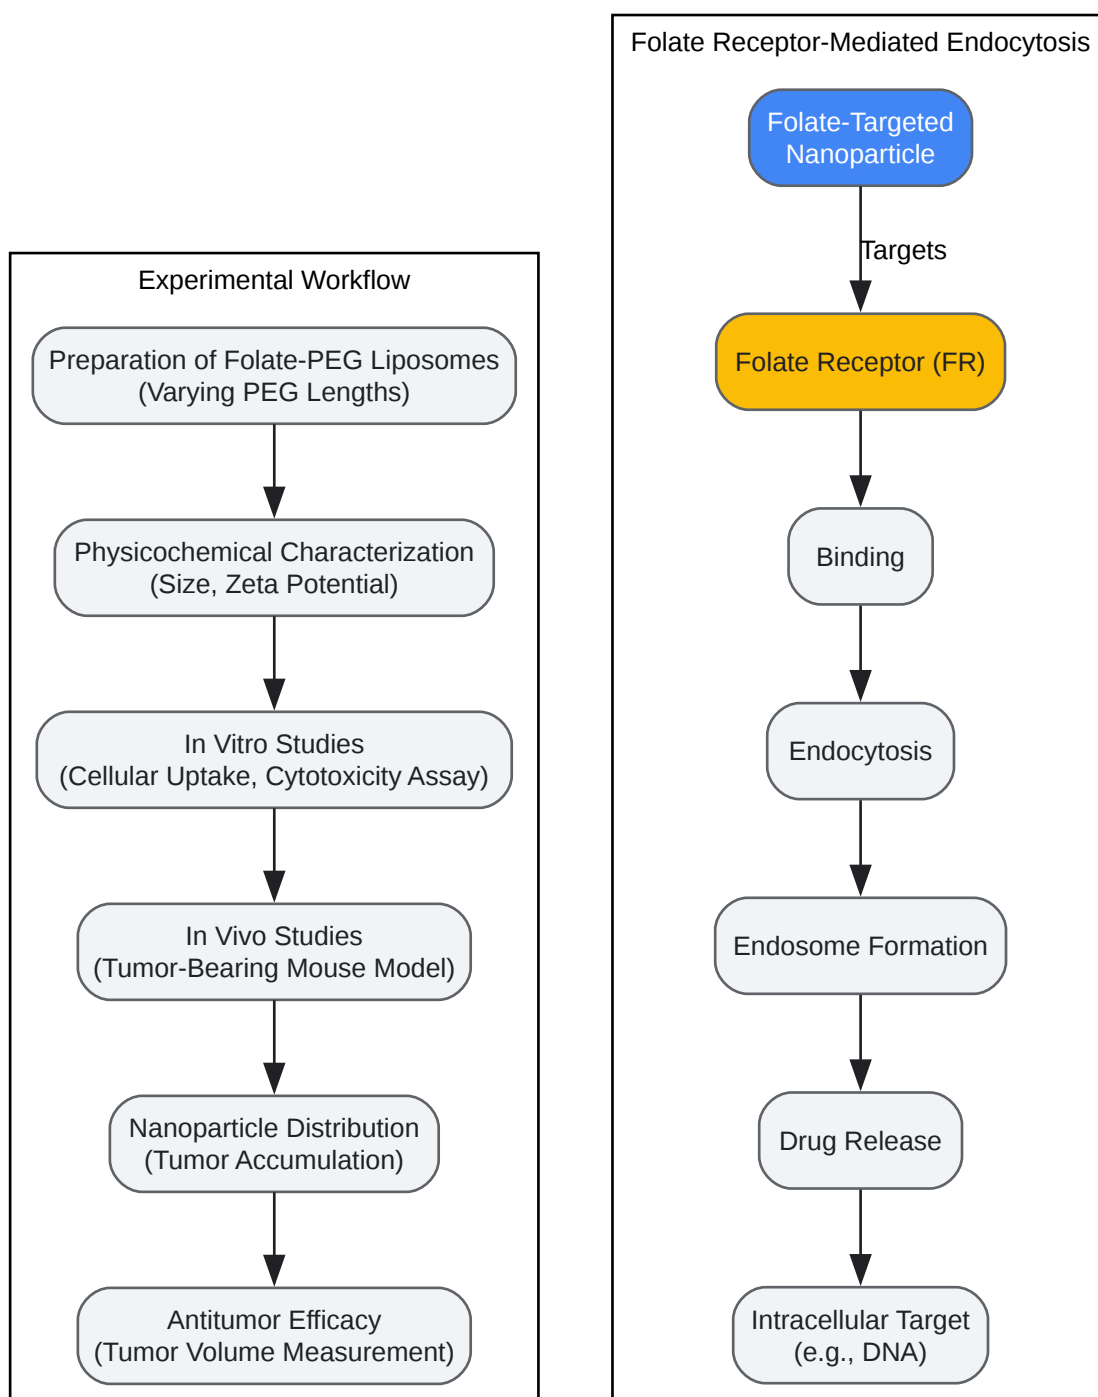 Experimental Workflow
Preparation of Folate-PEG Liposomes
(Varying PEG Lengths)
Physicochemical Characterization
(Size, Zeta Potential)
In Vitro Studies
(Cellular Uptake, Cytotoxicity Assay)
In Vivo Studies
(Tumor-Bearing Mouse Model)
Nanoparticle Distribution
(Tumor Accumulation)
Antitumor Efficacy
(Tumor Volume Measurement)
Folate Receptor-Mediated Endocytosis
Folate-Targeted
Nanoparticle
Targets
Folate Receptor (FR)
Binding
Endocytosis
Endosome Formation
Drug Release
Intracellular Target
(e.g., DNA)